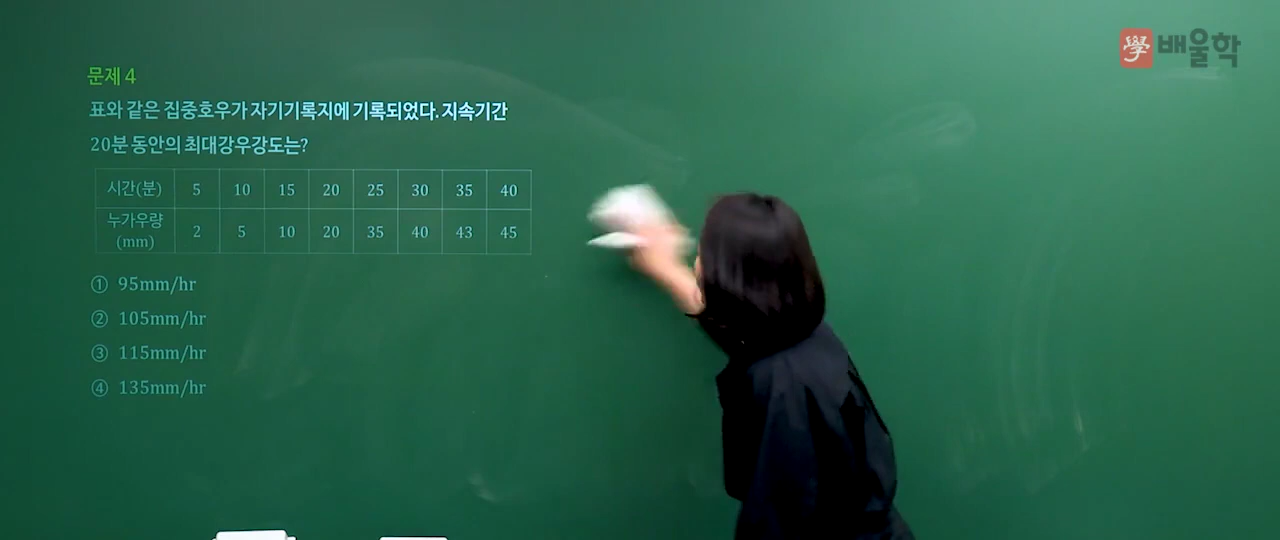 學 배울학
문제 4
표와 같은 집중호우가 자기기록지에 기록되었다. 지속기간
20분 동안의 최대강우강도는?
시간(분) 5 10 15 20 25 30 35 40
누가우량
(mm) 2 5 10 20 35 40 43 45
① 95mm/hr
② 105mm/hr
③ 115mm/hr
④ 135mm/hr